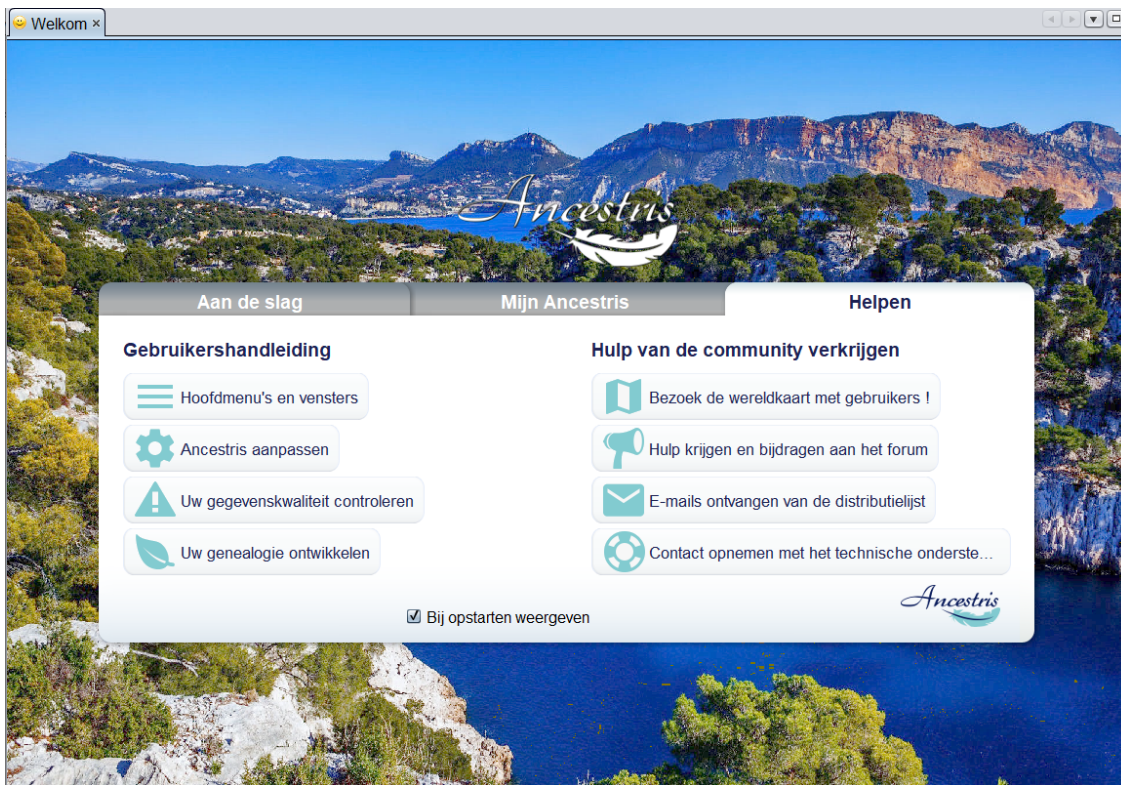 Welkom
Ancestris
Aan de slag
Mijn Ancestris
Helpen
Gebruikershandleiding
Hoofdmenu's en vensters
Ancestris aanpassen
Uw gegevenskwaliteit controleren
Uw genealogie ontwikkelen
Hulp van de community verkrijgen
Bezoek de wereldkaart met gebruikers !
Hulp krijgen en bijdragen aan het forum
E-mails ontvangen van de distributielijst
Contact opnemen met het technische onderste...
Bij opstarten weergeven
Ancestris